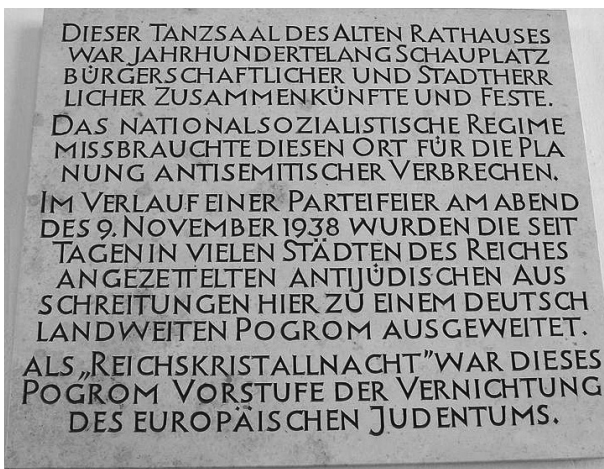 DIESER TANZSAAL DES ALTEN RATHAUSES
WAR JAHRHUNDERTELANG SCHAUPLATZ
BÜRGERSCHAFTLICHER UND STADTHERR
LICHER ZUSAMMENKÜNFTE UND FESTE.
DAS NATIONALSOZIALISTISCHE REGIME
MISSBRAUCHTE DIESEN ORT FÜR DIE PLA
NUNG ANTISEMITISCHER VERBRECHEN.
IM VERLAUF EINER PARTEIFEIER AM ABEND
DES 9. NOVEMBER 1938 WURDEN DIE SEIT
TAGEN IN VIELEN STÄDTEN DES REICHES
ANGEZETTELTEN ANTIJÜDISCHEN AUS
SCHREITUNGEN HIER ZU EINEM DEUTSCH
LANDWEITEN POGROM AUSGEWEITET.
ALS „REICHSKRISTALLNACHT” WAR DIESES
POGROM VORSTUFE DER VERNICHTUNG
DES EUROPÄISCHEN JUDENTUMS.